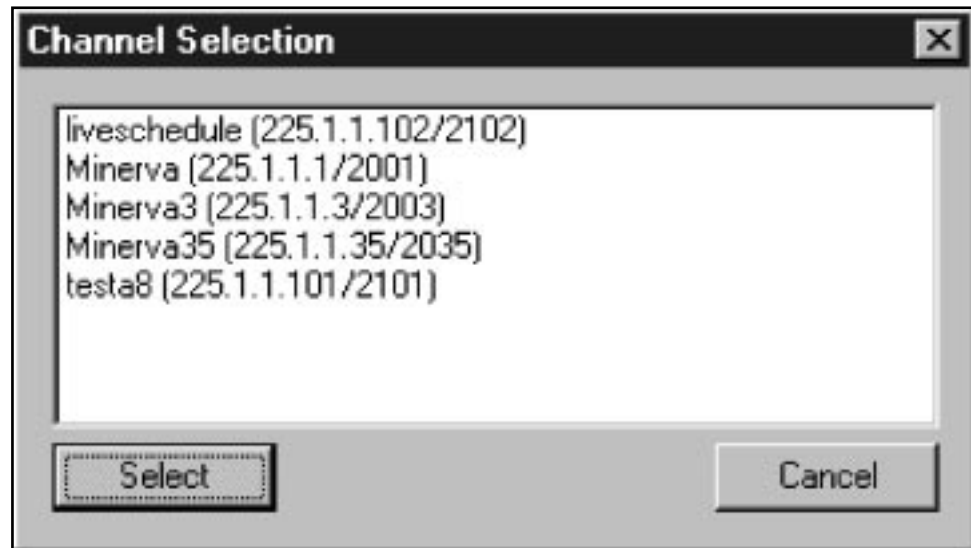 Channel Selection
liveschedule (225.1.1.102/2102)
Minerva (225.1.1.1/2001)
Minerva3 (225.1.1.3/2003)
Minerva35 (225.1.1.35/2035)
testa8 (225.1.1.101/2101)
Select Cancel